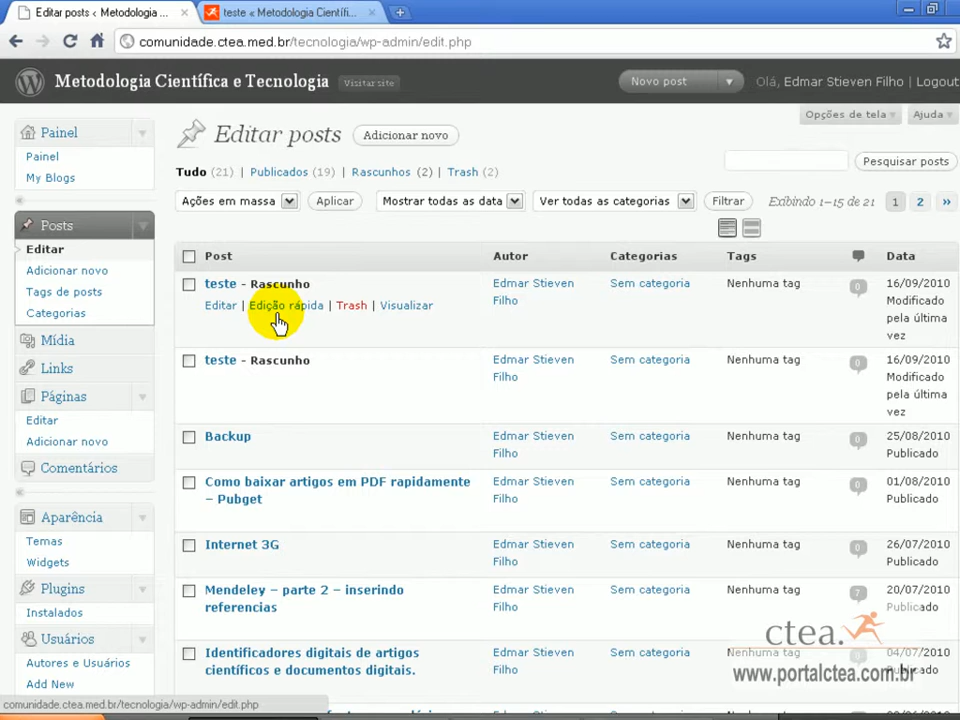 Editar posts ‹ Metodologia ...
teste « Metodologia Científi...
comunidade.ctea.med.br/tecnologia/wp-admin/edit.php
Metodologia Científica e Tecnologia
Visitar site
Novo post
Olá, Edmar Stieven Filho | Logout
Opções de tela
Ajuda
Painel
Painel
My Blogs
Posts
Editar
Adicionar novo
Tags de posts
Categorias
Mídia
Links
Páginas
Editar
Adicionar novo
Comentários
Aparência
Temas
Widgets
Plugins
Instalados
Usuários
Autores e Usuários
Add New
Editar posts
Adicionar novo
Tudo (21) | Publicados (19) | Rascunhos (2) | Trash (2)
Pesquisar posts
Ações em massa
Aplicar
Mostrar todas as data
Ver todas as categorias
Filtrar
Exibindo 1–15 de 21
1
2
»
Post Autor Categorias Tags Data
teste - Rascunho
Editar | Edição rápida | Trash | Visualizar
Edmar Stieven
Filho
Sem categoria
Nenhuma tag
0
16/09/2010
Modificado
pela última
vez
teste - Rascunho
Edmar Stieven
Filho
Sem categoria
Nenhuma tag
0
16/09/2010
Modificado
pela última
vez
Backup
Edmar Stieven
Filho
Sem categoria
Nenhuma tag
0
25/08/2010
Publicado
Como baixar artigos em PDF rapidamente
– Pubget
Edmar Stieven
Filho
Sem categoria
Nenhuma tag
0
01/08/2010
Publicado
Internet 3G
Edmar Stieven
Filho
Sem categoria
Nenhuma tag
0
26/07/2010
Publicado
Mendeley – parte 2 – inserindo
referencias
Edmar Stieven
Filho
Sem categoria
Nenhuma tag
7
20/07/2010
Publicado
Identificadores digitais de artigos
científicos e documentos digitais.
Edmar Stieven
Filho
Sem categoria
Nenhuma tag
04/07/2010
Publicado
ctea.
www.portalctea.com.br
comunidade.ctea.med.br/tecnologia/wp-admin/edit.php